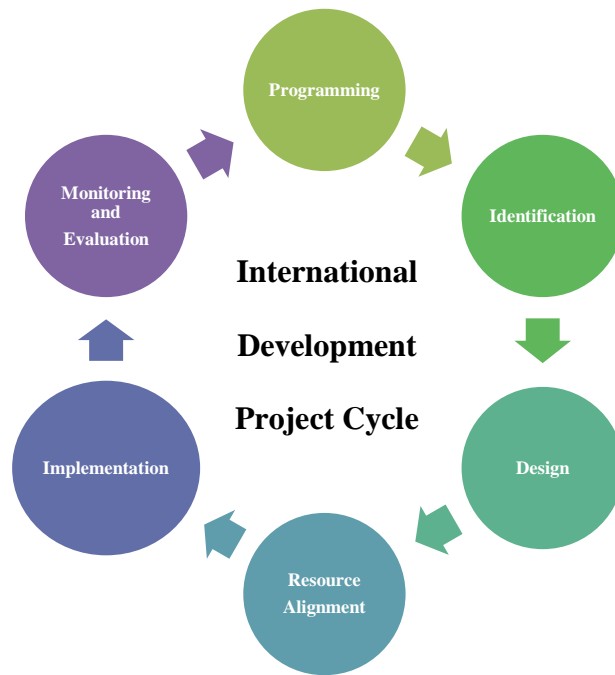 Programming
Identification
Design
Resource
Alignment
Implementation
Monitoring
and
Evaluation
International
Development
Project Cycle